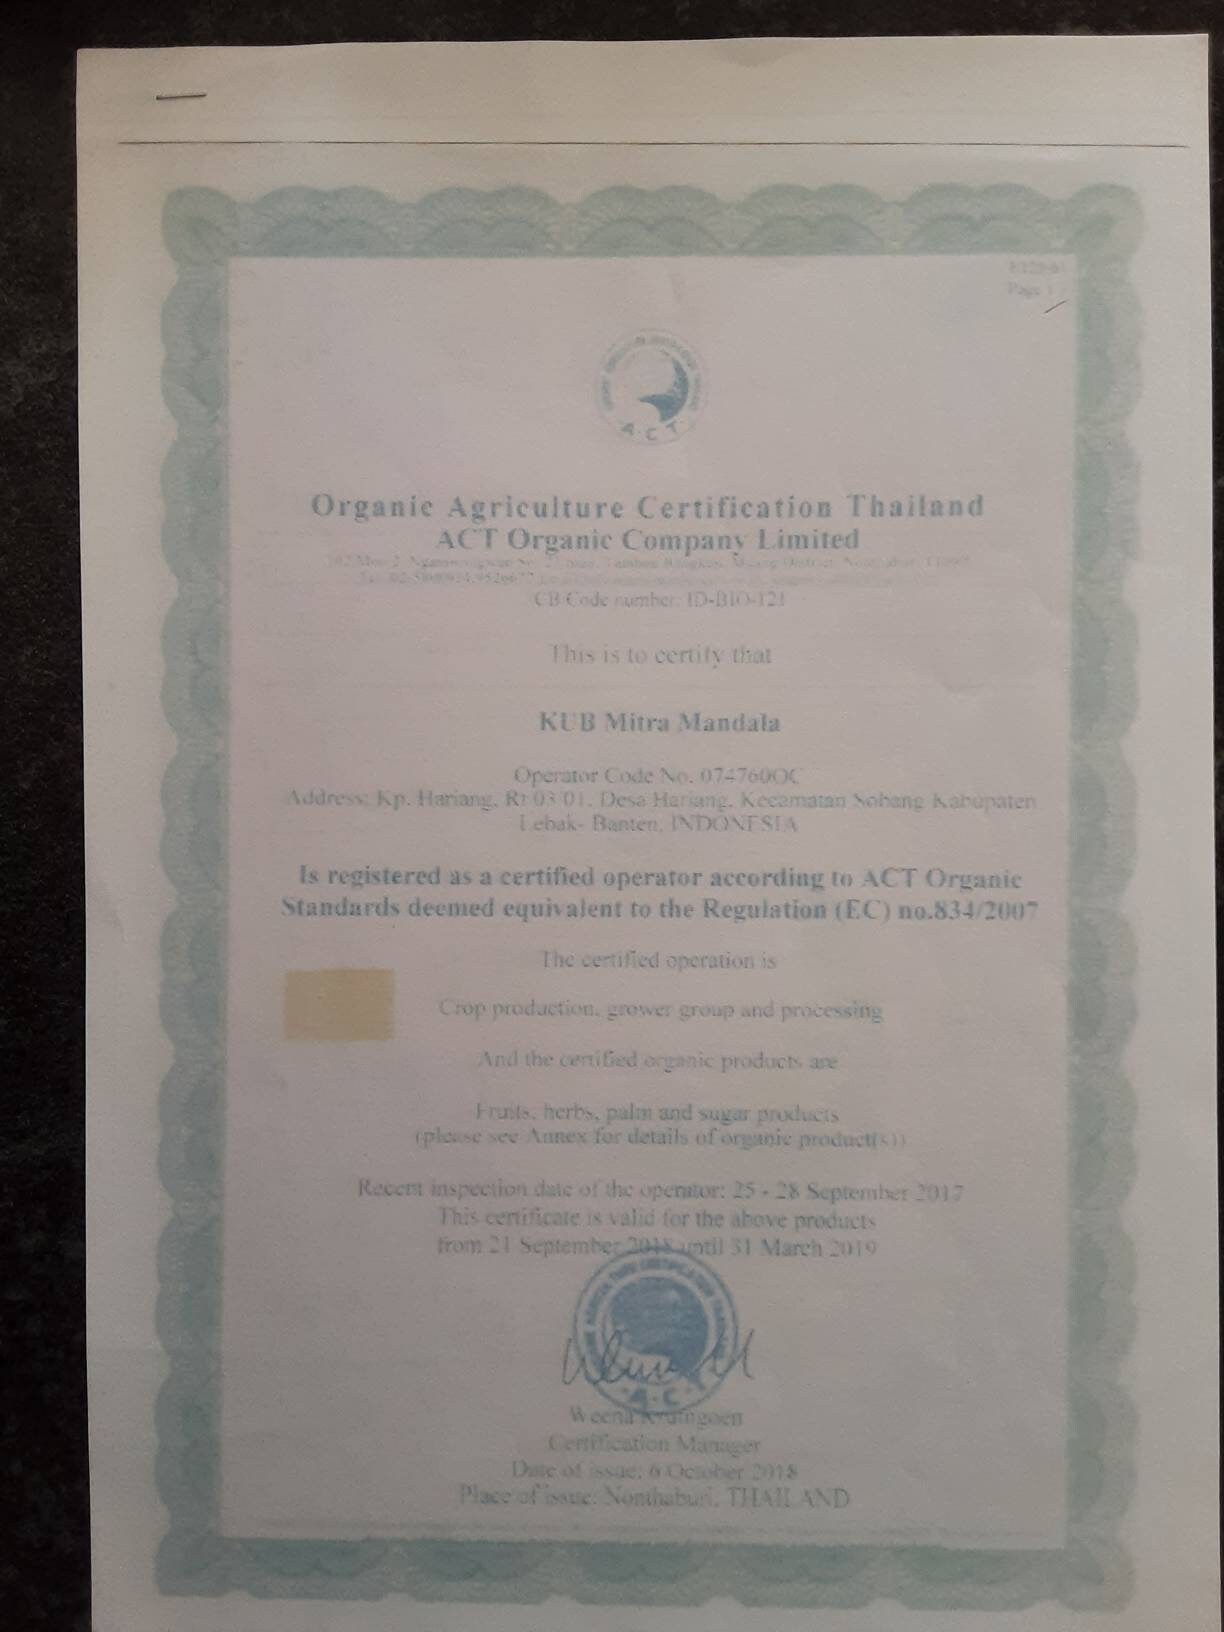 Page 1
A·C·T
Organic Agriculture Certification Thailand
ACT Organic Company Limited
CB Code number: ID-BIO-121
This is to certify that
KUB Mitra Mandala
Operator Code No. 074760OC
Address: Kp. Hariang, Rt 03/01, Desa Hariang, Kecamatan Sobang Kabupaten
Lebak- Banten, INDONESIA
Is registered as a certified operator according to ACT Organic
Standards deemed equivalent to the Regulation (EC) no.834/2007
The certified operation is
Crop production, grower group and processing
And the certified organic products are
Fruits, herbs, palm and sugar products
(please see Annex for details of organic product(s))
Recent inspection date of the operator: 25 - 28 September 2017
This certificate is valid for the above products
from 21 September 2018 until 31 March 2019
A·C·T
Weena
Certification Manager
Date of issue: 6 October 2018
Place of issue: Nonthaburi, THAILAND